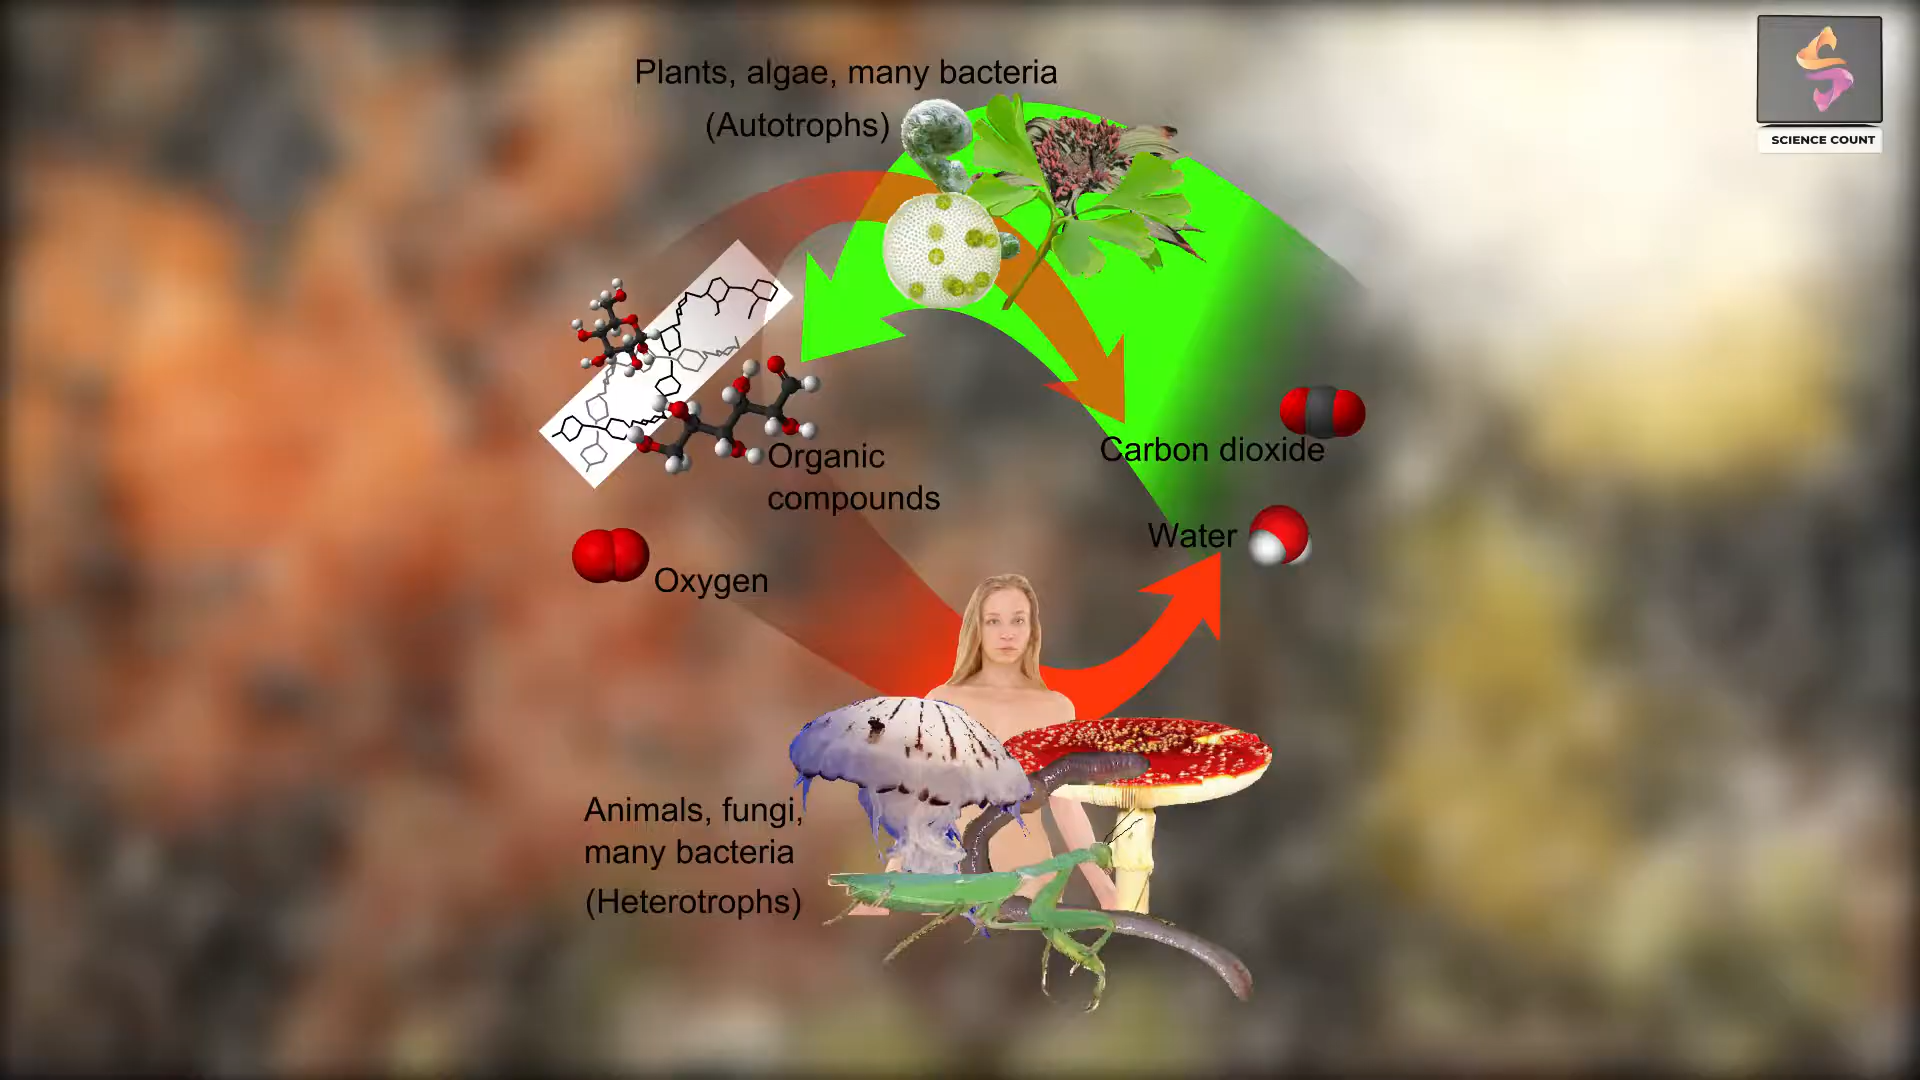 Plants, algae, many bacteria
(Autotrophs)
SCIENCE COUNT
Organic
compounds
Carbon dioxide
Water
Oxygen
Animals, fungi,
many bacteria
(Heterotrophs)